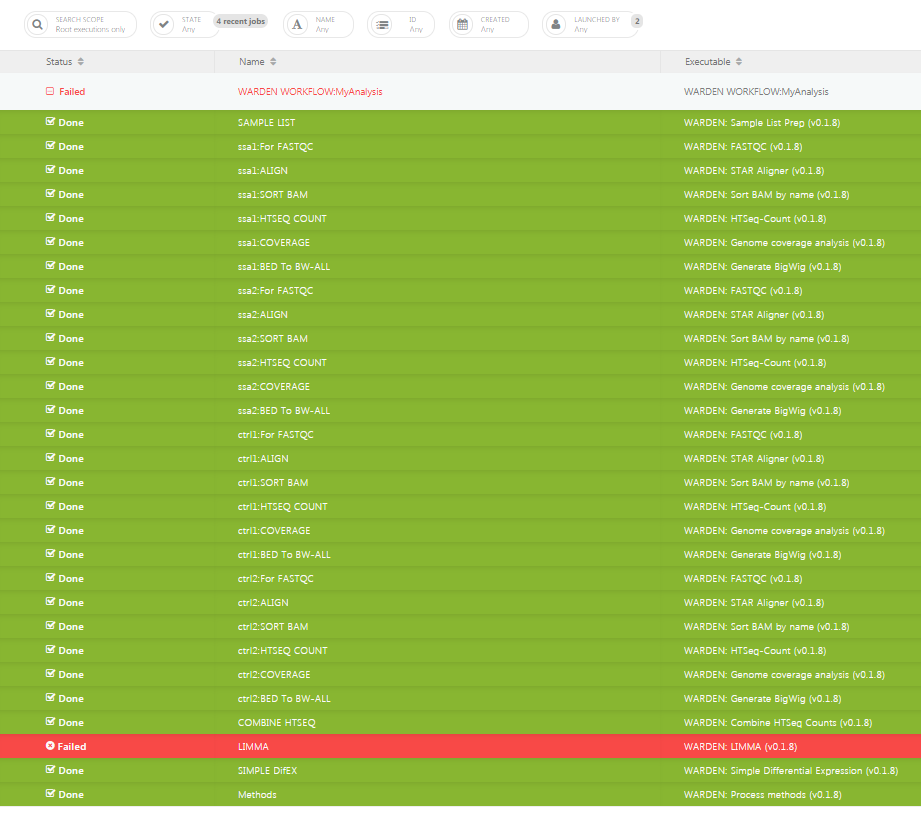 SEARCH SCOPE
Root executions only
STATE
Any
4 recent jobs
NAME
Any
ID
Any
CREATED
Any
LAUNCHED BY
Any
2
Status Name Executable
Failed WARDEN WORKFLOW:MyAnalysis WARDEN WORKFLOW:MyAnalysis
Done SAMPLE LIST WARDEN: Sample List Prep (v0.1.8)
Done ssa1:For FASTQC WARDEN: FASTQC (v0.1.8)
Done ssa1:ALIGN WARDEN: STAR Aligner (v0.1.8)
Done ssa1:SORT BAM WARDEN: Sort BAM by name (v0.1.8)
Done ssa1:HTSEQ COUNT WARDEN: HTSeq-Count (v0.1.8)
Done ssa1:COVERAGE WARDEN: Genome coverage analysis (v0.1.8)
Done ssa1:BED To BW-ALL WARDEN: Generate BigWig (v0.1.8)
Done ssa2:For FASTQC WARDEN: FASTQC (v0.1.8)
Done ssa2:ALIGN WARDEN: STAR Aligner (v0.1.8)
Done ssa2:SORT BAM WARDEN: Sort BAM by name (v0.1.8)
Done ssa2:HTSEQ COUNT WARDEN: HTSeq-Count (v0.1.8)
Done ssa2:COVERAGE WARDEN: Genome coverage analysis (v0.1.8)
Done ssa2:BED To BW-ALL WARDEN: Generate BigWig (v0.1.8)
Done ctrl1:For FASTQC WARDEN: FASTQC (v0.1.8)
Done ctrl1:ALIGN WARDEN: STAR Aligner (v0.1.8)
Done ctrl1:SORT BAM WARDEN: Sort BAM by name (v0.1.8)
Done ctrl1:HTSEQ COUNT WARDEN: HTSeq-Count (v0.1.8)
Done ctrl1:COVERAGE WARDEN: Genome coverage analysis (v0.1.8)
Done ctrl1:BED To BW-ALL WARDEN: Generate BigWig (v0.1.8)
Done ctrl2:For FASTQC WARDEN: FASTQC (v0.1.8)
Done ctrl2:ALIGN WARDEN: STAR Aligner (v0.1.8)
Done ctrl2:SORT BAM WARDEN: Sort BAM by name (v0.1.8)
Done ctrl2:HTSEQ COUNT WARDEN: HTSeq-Count (v0.1.8)
Done ctrl2:COVERAGE WARDEN: Genome coverage analysis (v0.1.8)
Done ctrl2:BED To BW-ALL WARDEN: Generate BigWig (v0.1.8)
Done COMBINE HTSEQ WARDEN: Combine HTSeq Counts (v0.1.8)
Failed LIMMA WARDEN: LIMMA (v0.1.8)
Done SIMPLE DifEX WARDEN: Simple Differential Expression (v0.1.8)
Done Methods WARDEN: Process methods (v0.1.8)